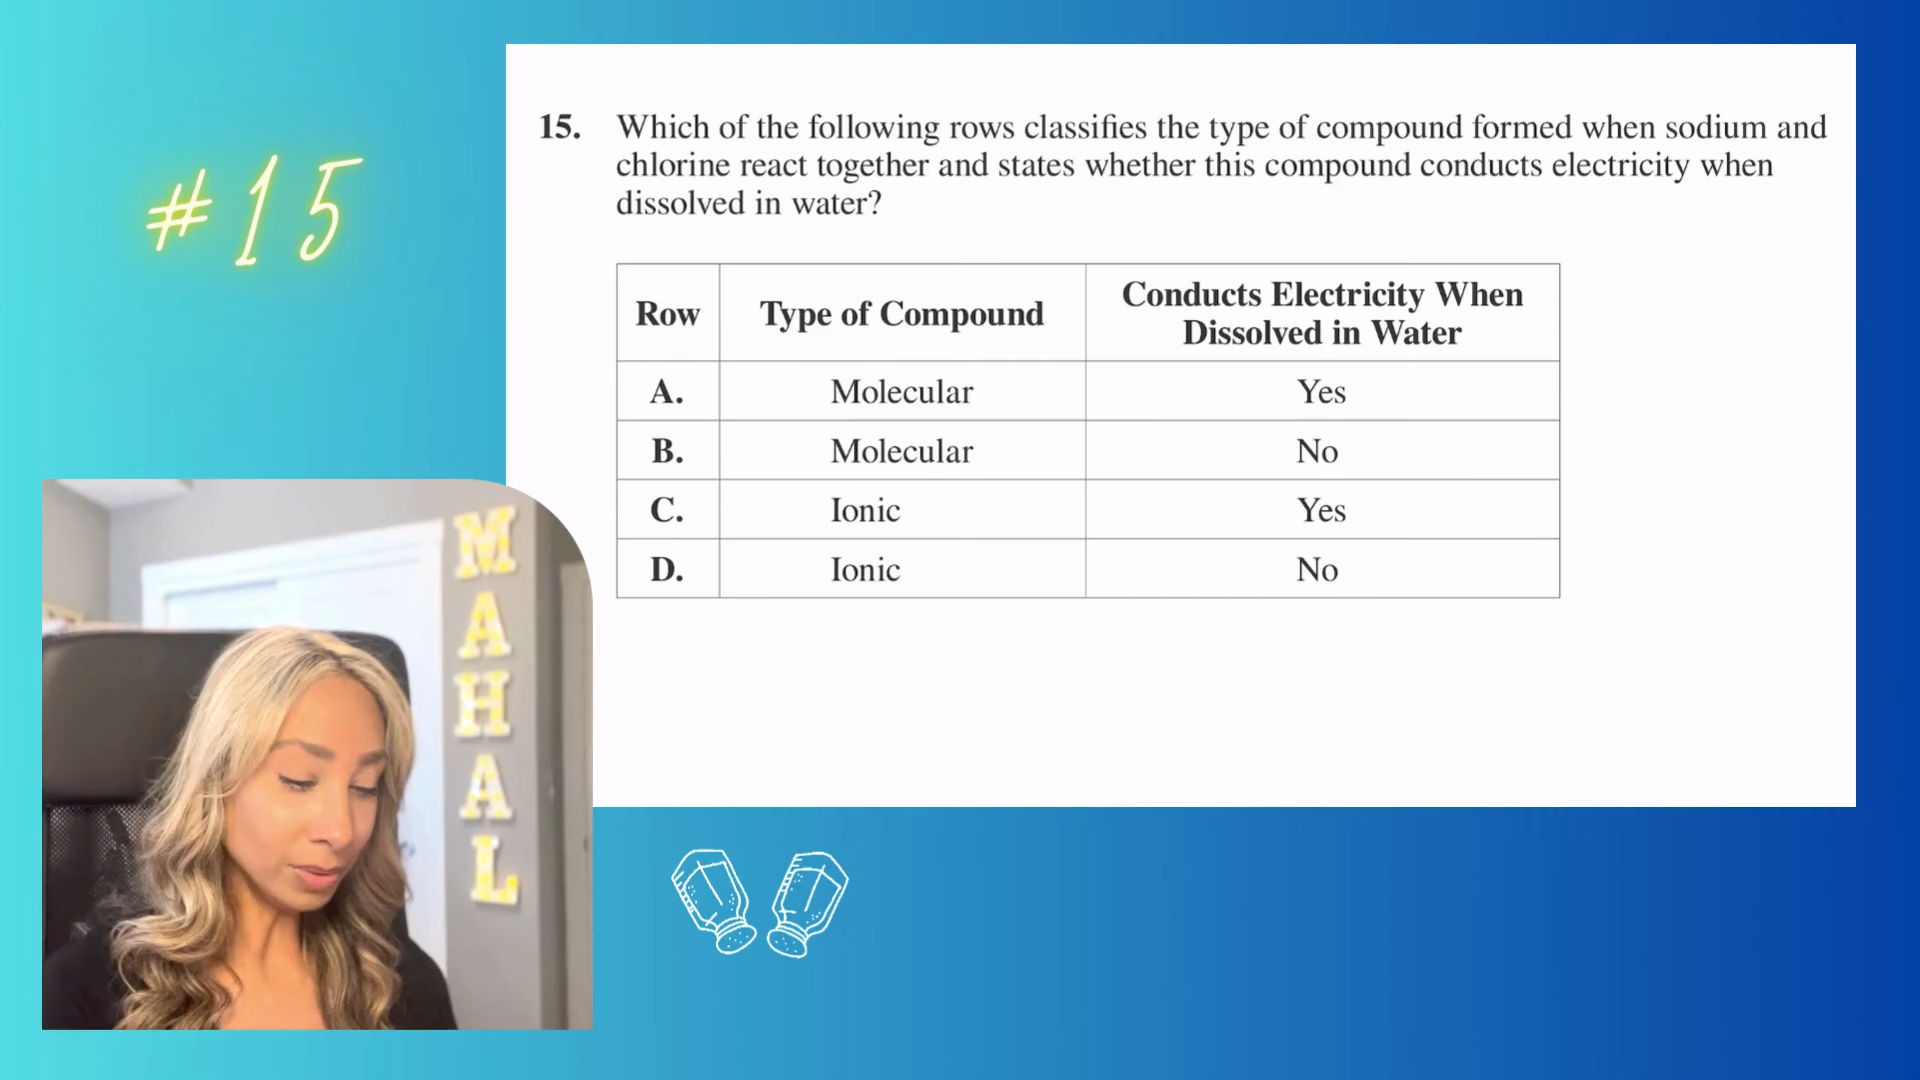 #15
15. Which of the following rows classifies the type of compound formed when sodium and
chlorine react together and states whether this compound conducts electricity when
dissolved in water?
Row Type of Compound Conducts Electricity When
Dissolved in Water
A. Molecular Yes
B. Molecular No
C. Ionic Yes
D. Ionic No
MAHAL